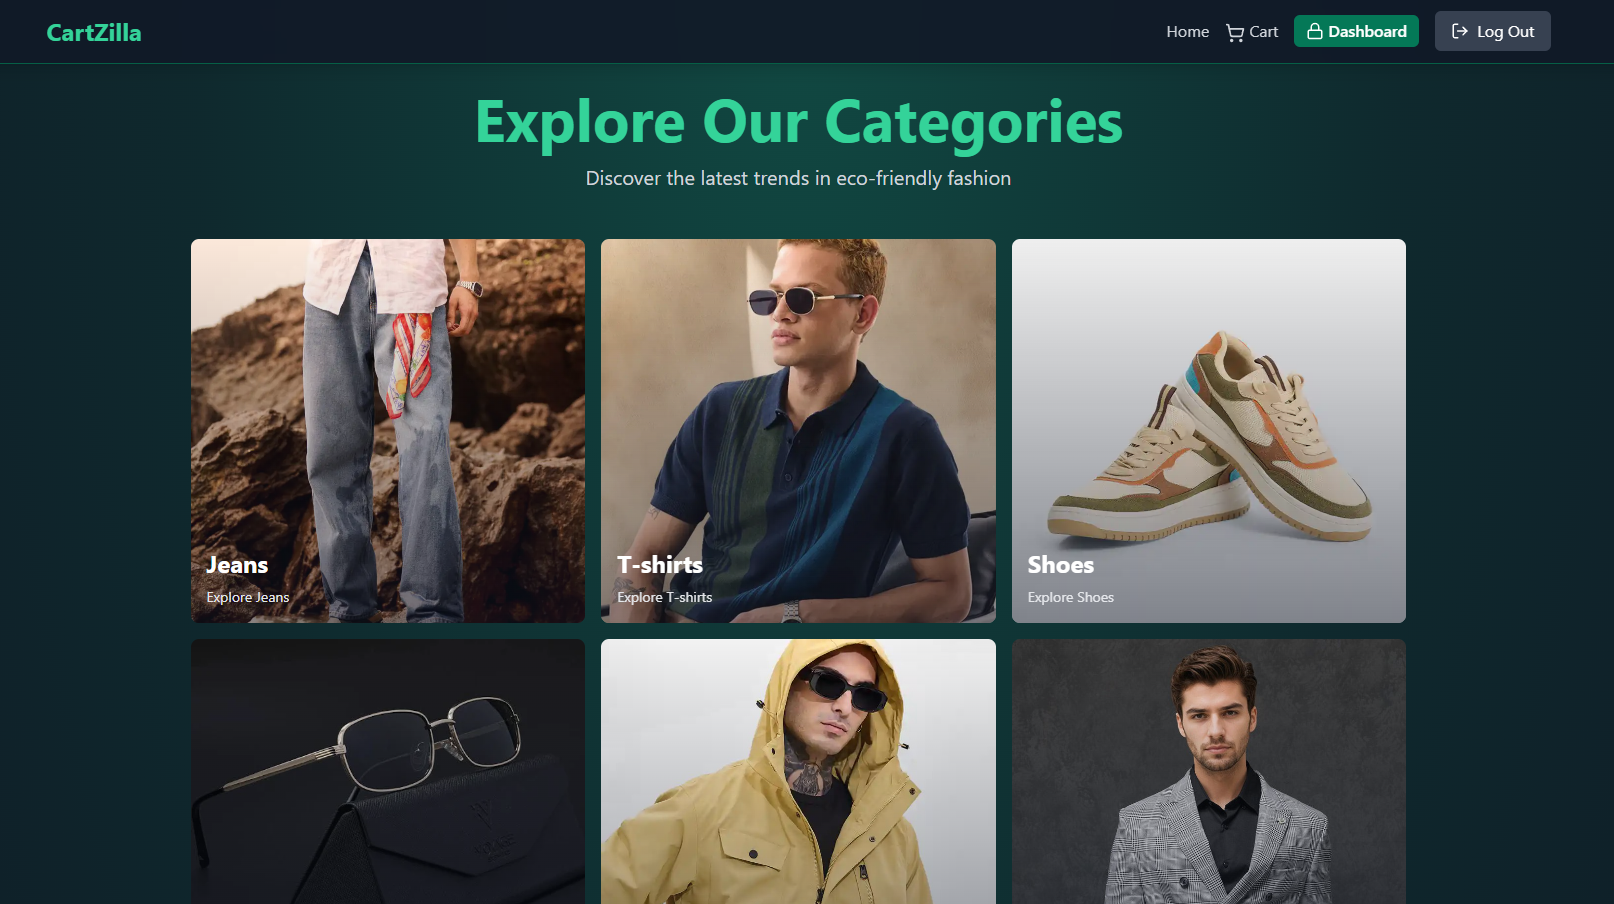 CartZilla
Home
Cart
Dashboard
Log Out
Explore Our Categories
Discover the latest trends in eco-friendly fashion
Jeans
Explore Jeans
T-shirts
Explore T-shirts
Shoes
Explore Shoes